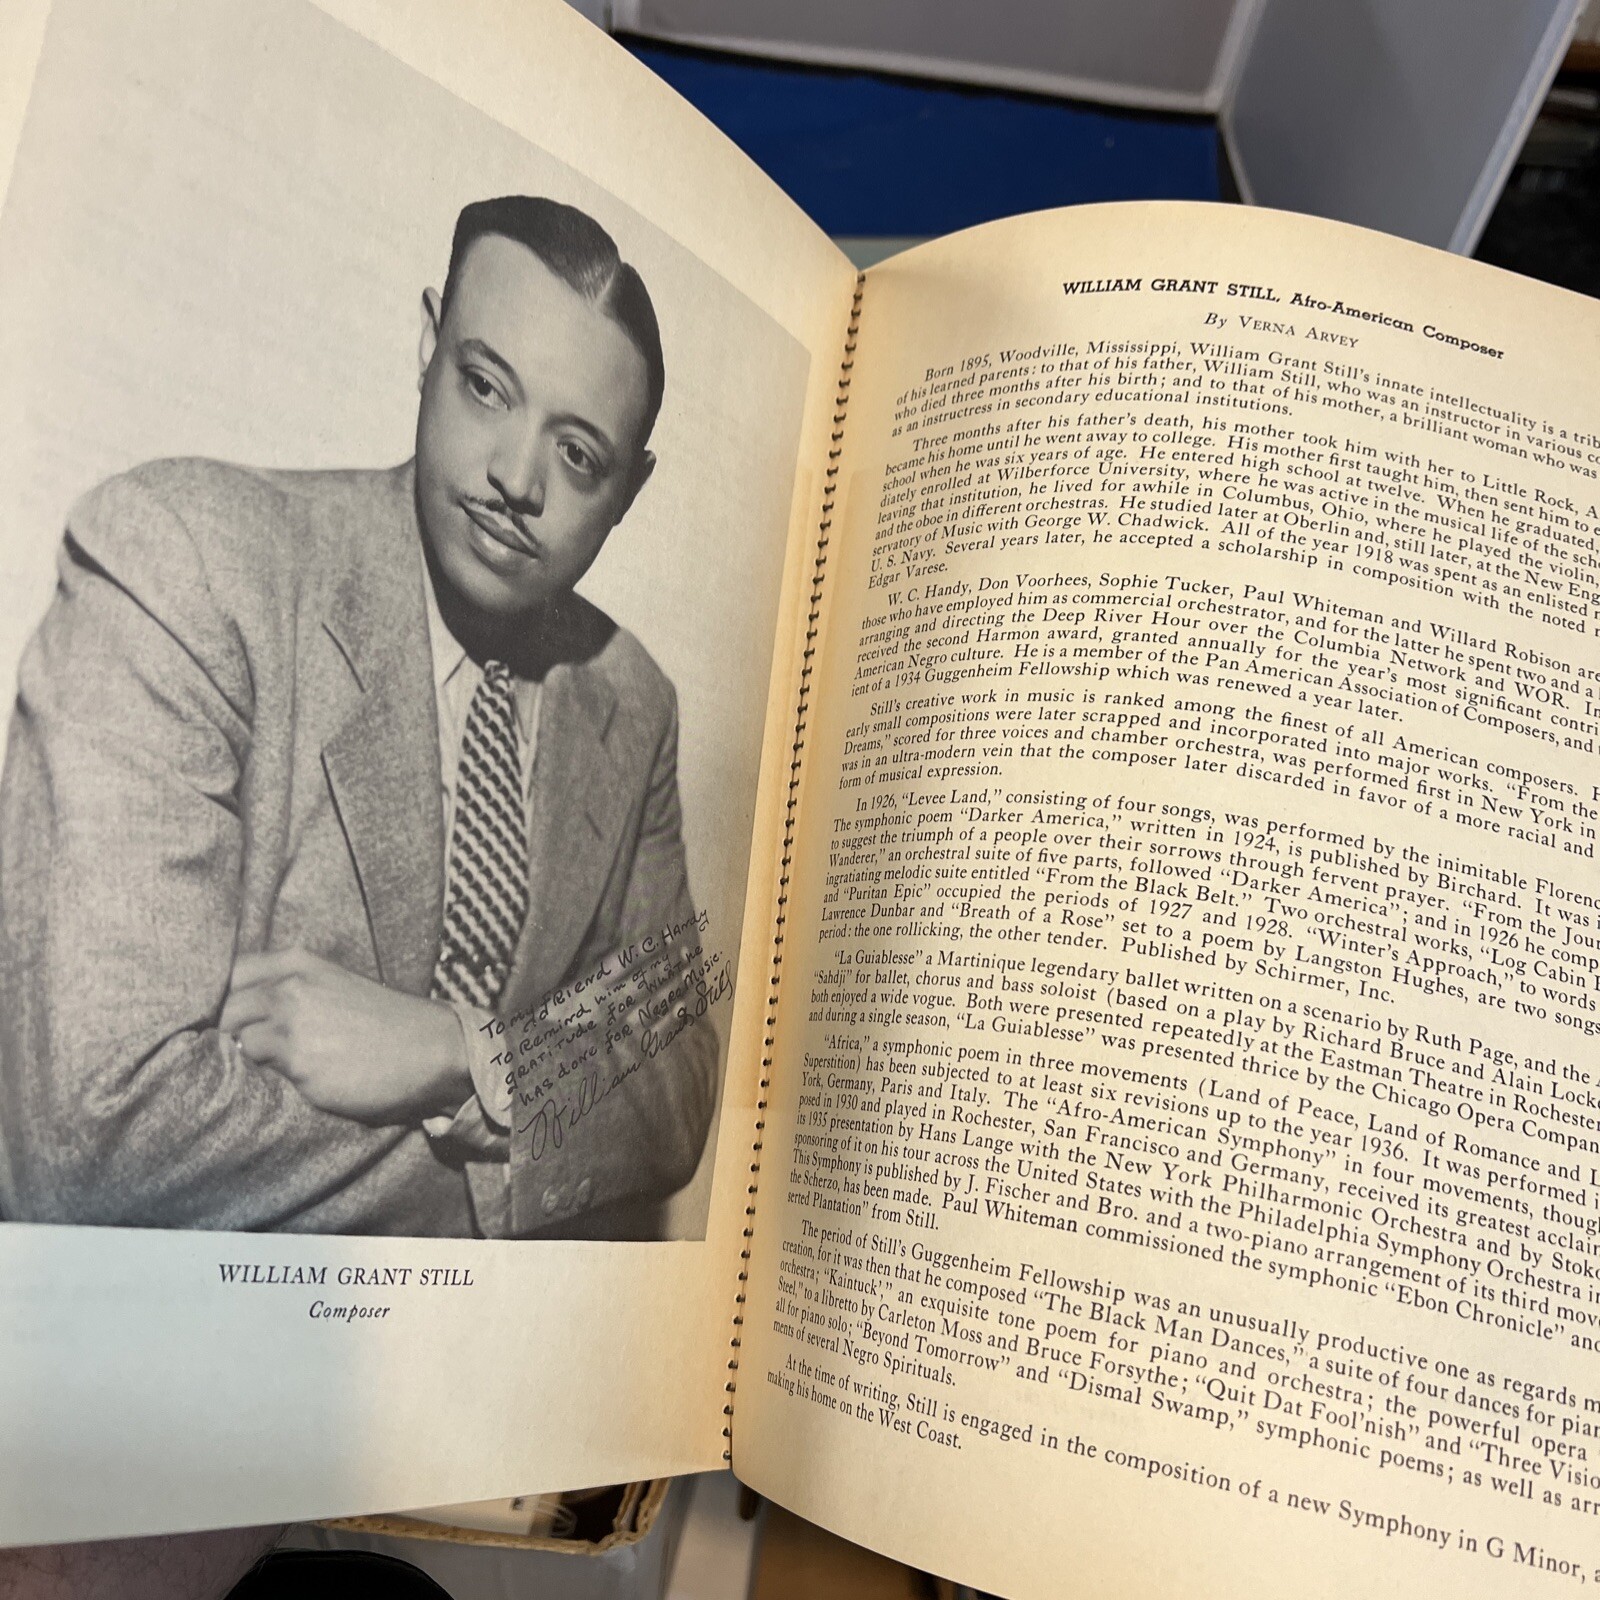 To my friend W. C. Handy
To remind him of my
gratitude for what he
has done for Negro Music.
William Grant Still
WILLIAM GRANT STILL
Composer
WILLIAM GRANT STILL, Afro-American Composer
By VERNA ARVEY
Born 1895, Woodville, Mississippi, William Grant Still's innate intellectuality is a trib
of his learned parents: to that of his father, William Still, who was an instructor in various co
who died three months after his birth; and to that of his mother, a brilliant woman who was
as an instructress in secondary educational institutions.
Three months after his father's death, his mother took him with her to Little Rock, A
became his home until he went away to college. His mother first taught him, then sent him to e
school when he was six years of age. He entered high school at twelve. When he graduated,
diately enrolled at Wilberforce University, where he was active in the musical life of the sch
leaving that institution, he lived for awhile in Columbus, Ohio, where he played the violin,
and the oboe in different orchestras. He studied later at Oberlin and, still later, at the New Eng
servatory of Music with George W. Chadwick. All of the year 1918 was spent as an enlisted
U. S. Navy. Several years later, he accepted a scholarship in composition with the noted
Edgar Varese.
W. C. Handy, Don Voorhees, Sophie Tucker, Paul Whiteman and Willard Robison are
those who have employed him as commercial orchestrator, and for the latter he spent two and a
arranging and directing the Deep River Hour over the Columbia Network and WOR. In
received the second Harmon award, granted annually for the year's most significant contri
American Negro culture. He is a member of the Pan American Association of Composers, and
ient of a 1934 Guggenheim Fellowship which was renewed a year later.
Still's creative work in music is ranked among the finest of all American composers.
early small compositions were later scrapped and incorporated into major works. "From the
Dreams," scored for three voices and chamber orchestra, was performed first in New York in
was in an ultra-modern vein that the composer later discarded in favor of a more racial and
form of musical expression.
In 1926, "Levee Land," consisting of four songs, was performed by the inimitable Florenc
The symphonic poem "Darker America," written in 1924, is published by Birchard. It was i
to suggest the triumph of a people over their sorrows through fervent prayer. "From the Jour
Wanderer," an orchestral suite of five parts, followed "Darker America"; and in 1926 he comp
ingratiating melodic suite entitled "From the Black Belt." Two orchestral works, "Log Cabin
and "Puritan Epic" occupied the periods of 1927 and 1928. "Winter's Approach," to words
Lawrence Dunbar and "Breath of a Rose" set to a poem by Langston Hughes, are two songs
period: the one rollicking, the other tender. Published by Schirmer, Inc.
"La Guiablesse" a Martinique legendary ballet written on a scenario by Ruth Page, and the
"Sahdji" for ballet, chorus and bass soloist (based on a play by Richard Bruce and Alain Locke
both enjoyed a wide vogue. Both were presented repeatedly at the Eastman Theatre in Rochester
and during a single season, "La Guiablesse" was presented thrice by the Chicago Opera Compan
"Africa," a symphonic poem in three movements (Land of Peace, Land of Romance and L
Superstition) has been subjected to at least six revisions up to the year 1936. It was performed i
York, Germany, Paris and Italy. The "Afro-American Symphony" in four movements, though
posed in 1930 and played in Rochester, San Francisco and Germany, received its greatest acclaim
its 1935 presentation by Hans Lange with the New York Philharmonic Orchestra and by Stoko
sponsoring of it on his tour across the United States with the Philadelphia Symphony Orchestra in
This Symphony is published by J. Fischer and Bro. and a two-piano arrangement of its third mov
the Scherzo, has been made. Paul Whiteman commissioned the symphonic "Ebon Chronicle" and
serted Plantation" from Still.
The period of Still's Guggenheim Fellowship was an unusually productive one as regards m
creation, for it was then that he composed "The Black Man Dances," a suite of four dances for pian
orchestra; "Kaintuck'," an exquisite tone poem for piano and orchestra; the powerful opera
Steel," to a libretto by Carleton Moss and Bruce Forsythe; "Quit Dat Fool'nish" and "Three Visio
all for piano solo; "Beyond Tomorrow" and "Dismal Swamp," symphonic poems; as well as arr
ments of several Negro Spirituals.
At the time of writing, Still is engaged in the composition of a new Symphony in G Minor, a
making his home on the West Coast.